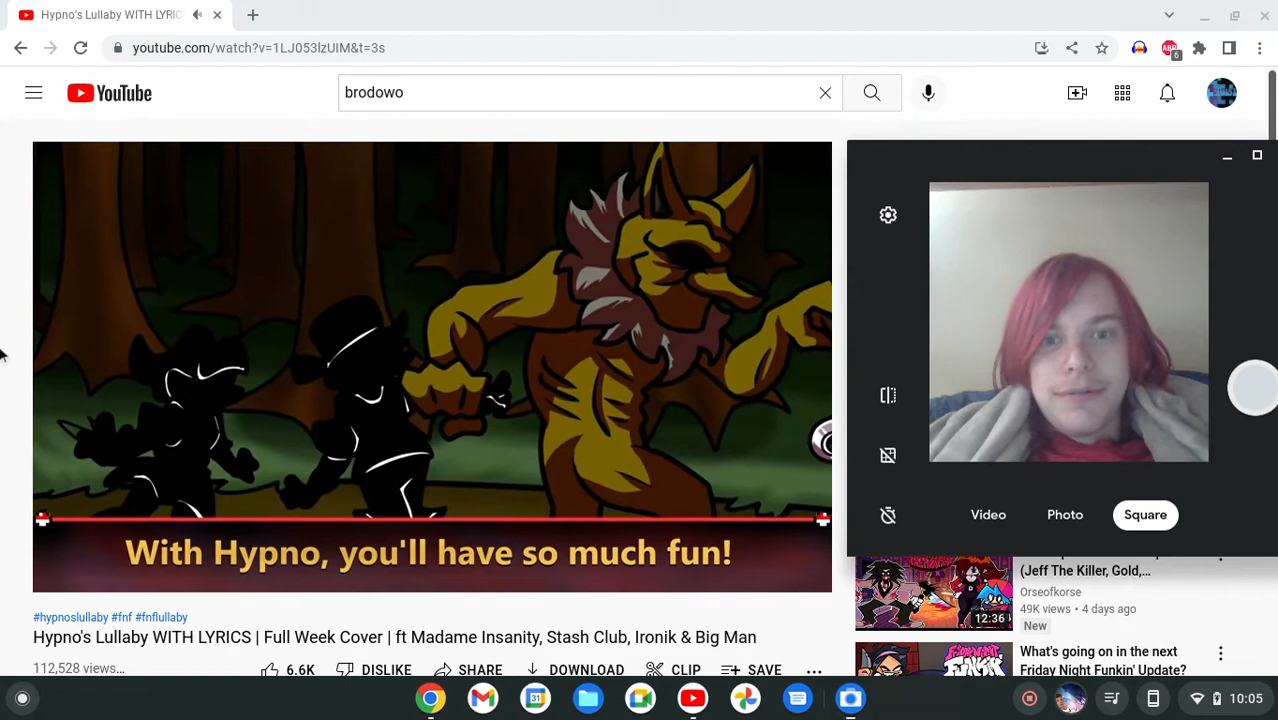 Hypno's Lullaby WITH LYRIC
youtube.com/watch?v=1LJ053lzUIM&t=3s
ABP
6
YouTube
brodowo
With Hypno, you'll have so much fun!
Video
Photo
Square
#hypnoslullaby #fnf #fnflullaby
Hypno's Lullaby WITH LYRICS | Full Week Cover | ft Madame Insanity, Stash Club, Ironik & Big Man
112,528 views...
6.6K
DISLIKE
SHARE
DOWNLOAD
CLIP
SAVE
12:36
(Jeff The Killer, Gold,...
Orseofkorse
49K views • 4 days ago
New
What's going on in the next
Friday Night Funkin' Update?
31
10:05